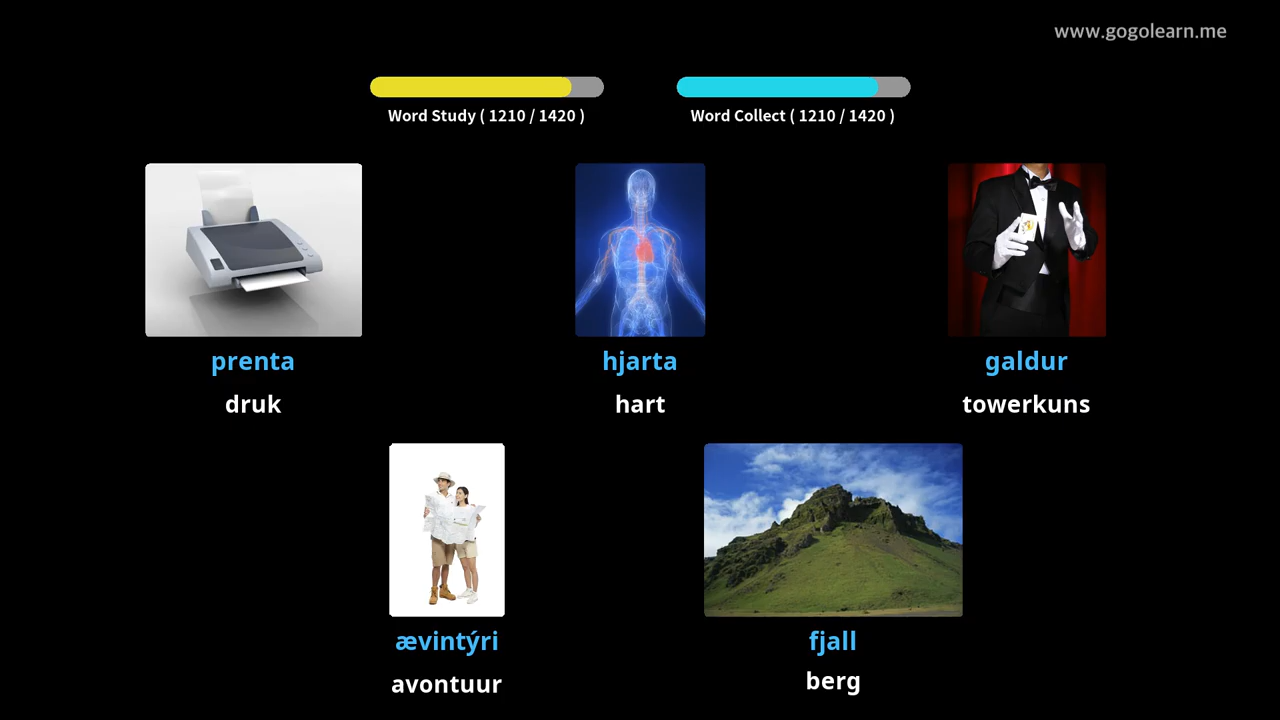 www.gogolearn.me
Word Study ( 1210 / 1420 )
Word Collect ( 1210 / 1420 )
prenta
druk
hjarta
hart
galdur
towerkuns
ævintýri
avontuur
fjall
berg